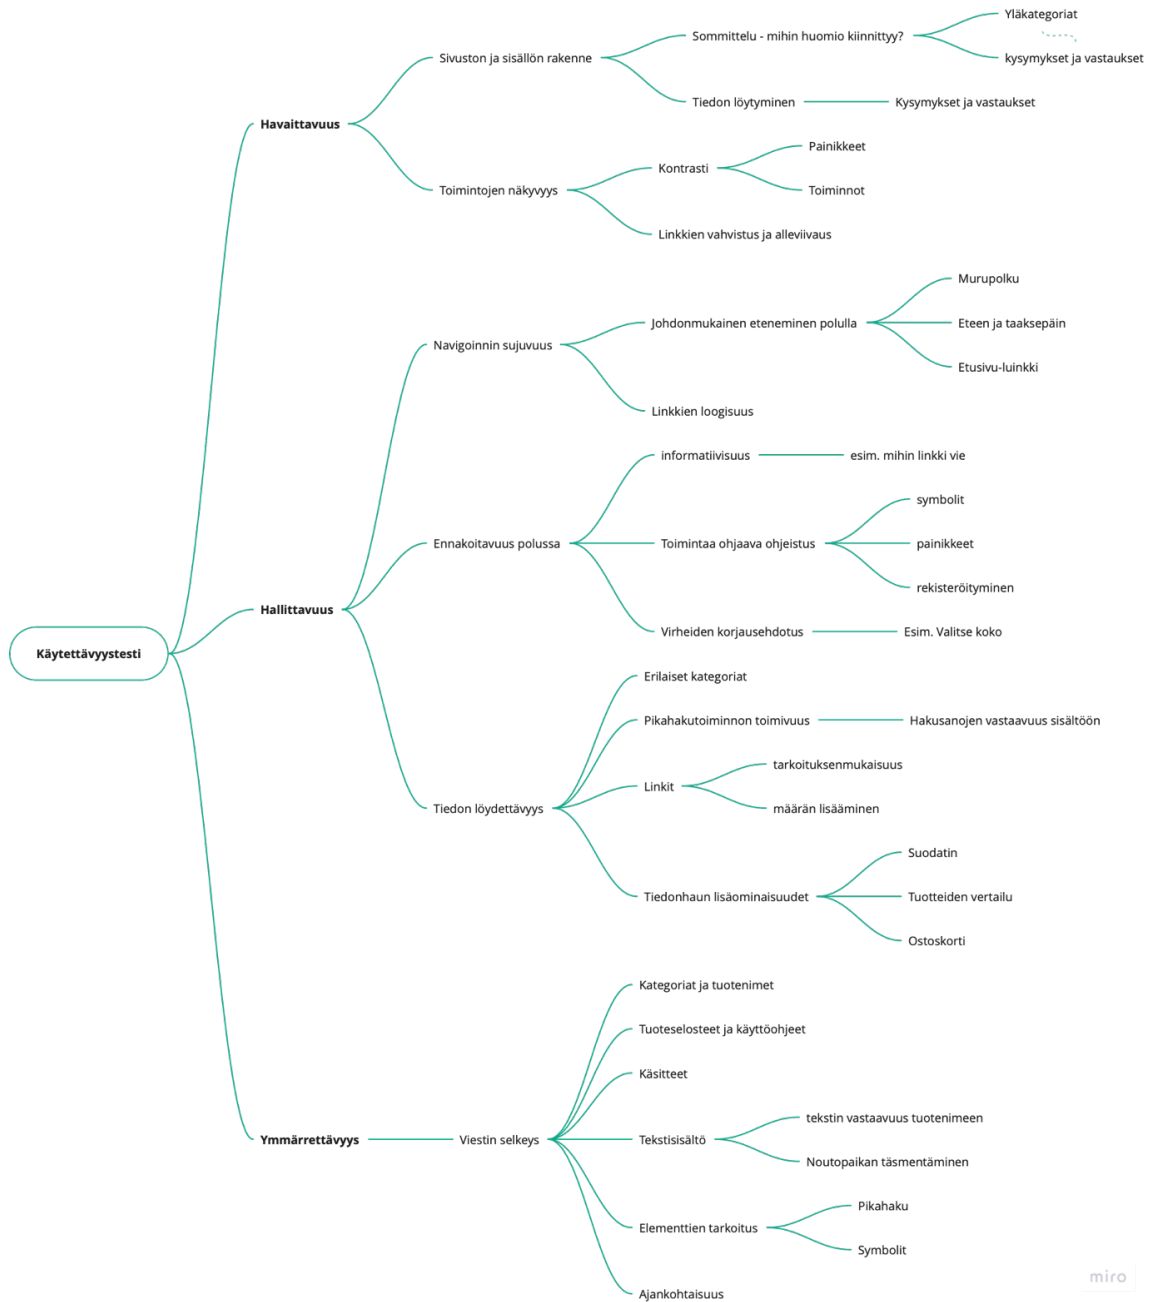 Käytettävyystesti
Havaittavuus
Sivuston ja sisällön rakenne
Sommittelu - mihin huomio kiinnittyy?
Yläkategoriat
kysymykset ja vastaukset
Tiedon löytyminen
Kysymykset ja vastaukset
Toimintojen näkyvyys
Kontrasti
Painikkeet
Toiminnot
Linkkien vahvistus ja alleviivaus
Hallittavuus
Navigoinnin sujuvuus
Johdonmukainen eteneminen polulla
Murupolku
Eteen ja taaksepäin
Etusivu-luinkki
Linkkien loogisuus
Ennakoitavuus polussa
informatiivisuus
esim. mihin linkki vie
Toimintaa ohjaava ohjeistus
symbolit
painikkeet
rekisteröityminen
Virheiden korjausehdotus
Esim. Valitse koko
Tiedon löydettävyys
Erilaiset kategoriat
Pikahakutoiminnon toimivuus
Hakusanojen vastaavuus sisältöön
Linkit
tarkoituksenmukaisuus
määrän lisääminen
Tiedonhaun lisäominaisuudet
Suodatin
Tuotteiden vertailu
Ostoskorti
Ymmärrettävyys
Viestin selkeys
Kategoriat ja tuotenimet
Tuoteselosteet ja käyttöohjeet
Käsitteet
Tekstisisältö
tekstin vastaavuus tuotenimeen
Noutopaikan täsmentäminen
Elementtien tarkoitus
Pikahaku
Symbolit
Ajankohtaisuus
miro